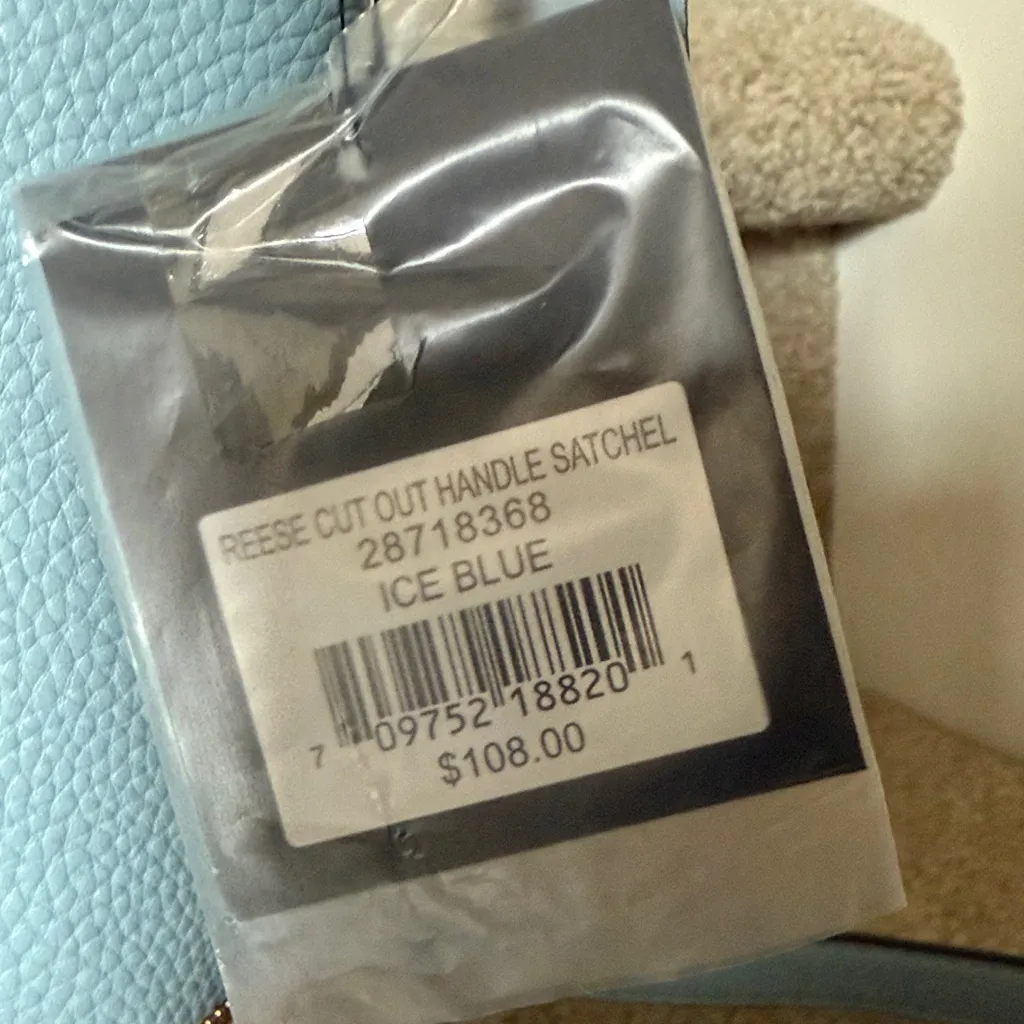 REESE CUT OUT HANDLE SATCHEL
28718368
ICE BLUE
7 09752 18820 1
$108.00